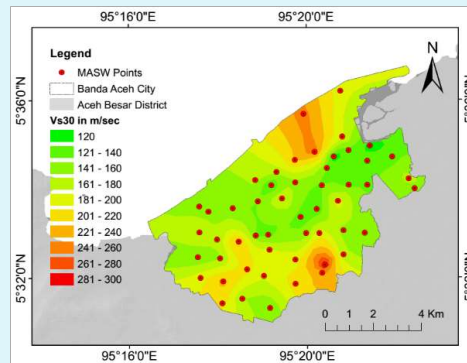 95°16'0"E
95°20'0"E
N
Legend
MASW Points
Banda Aceh City
Aceh Besar District
Vs30 in m/sec
120
121 - 140
141 - 160
161 - 180
181 - 200
201 - 220
221 - 240
241 - 260
261 - 280
281 - 300
5°36'0"N
5°32'0"N
0 1 2 4 Km
95°16'0"E
95°20'0"E